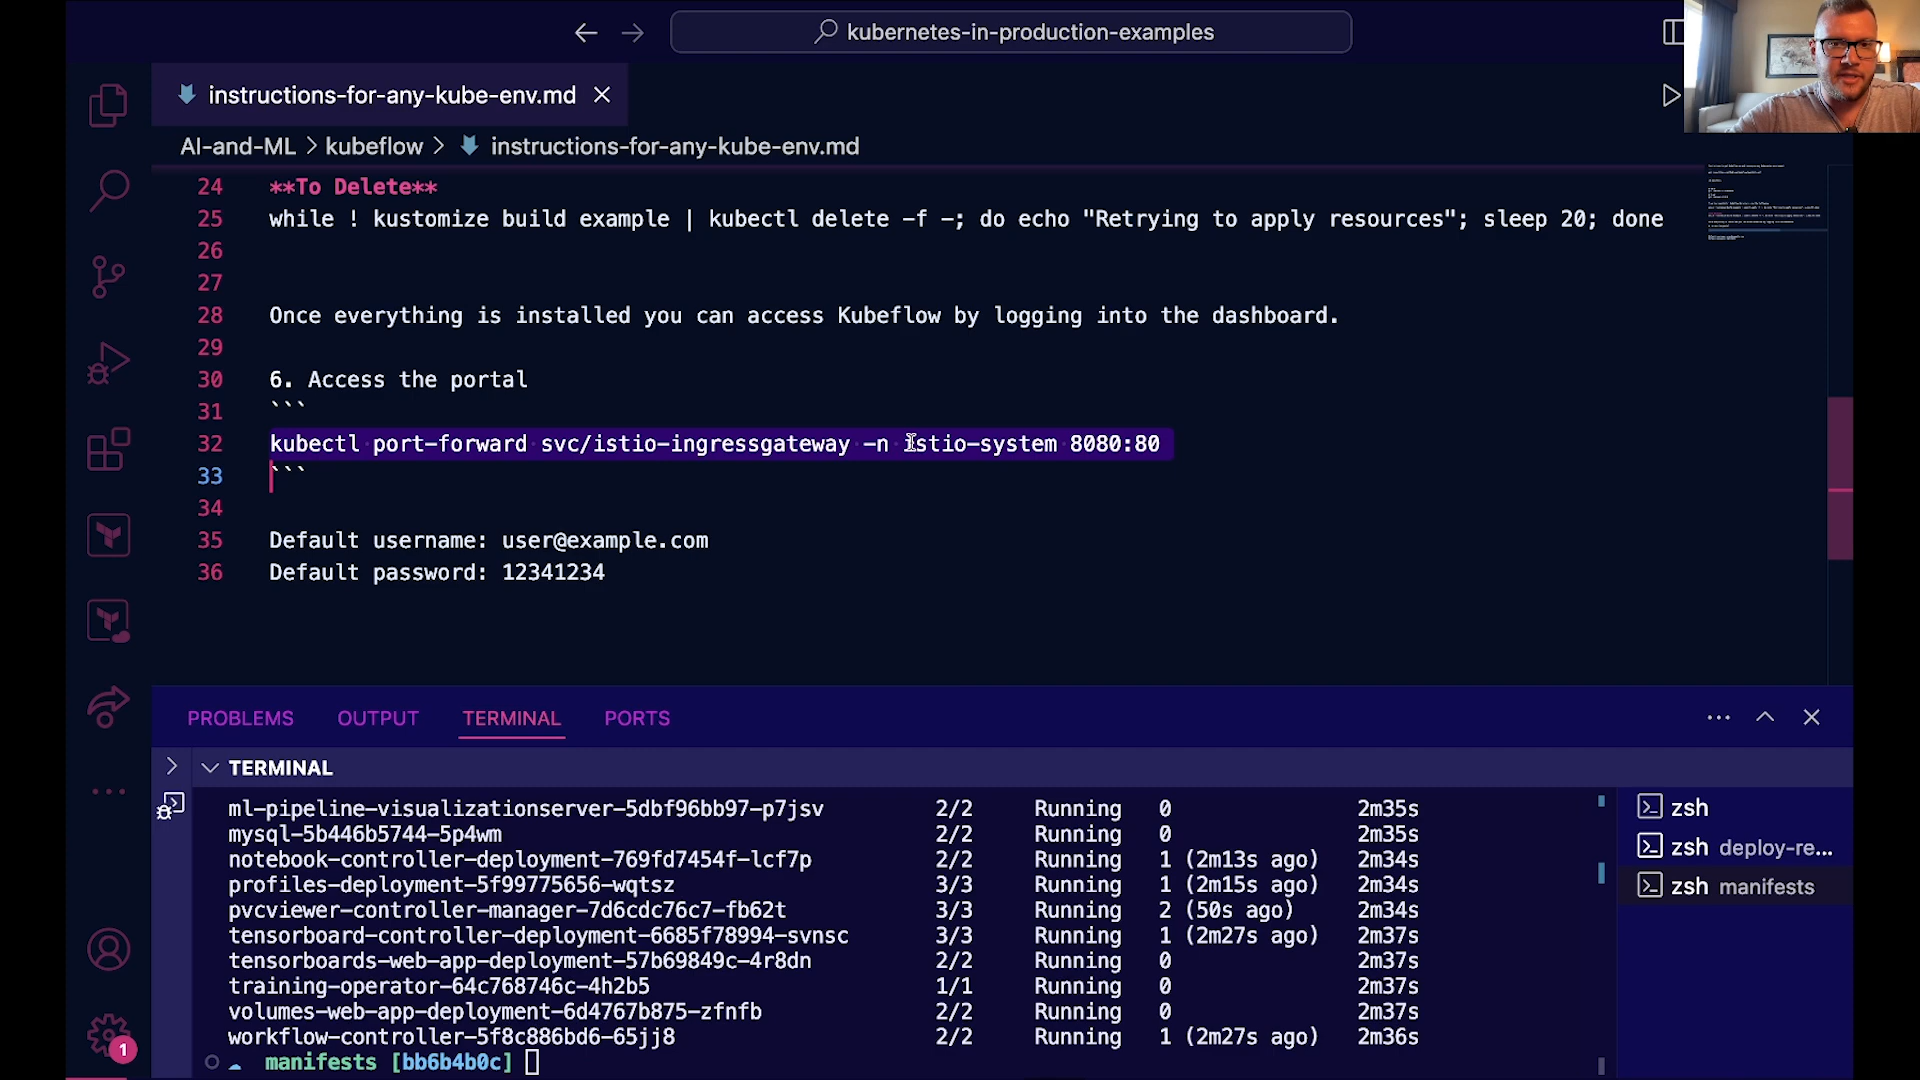 kubernetes-in-production-examples
instructions-for-any-kube-env.md
AI-and-ML > kubeflow > instructions-for-any-kube-env.md
24 **To Delete**
25 while ! kustomize build example | kubectl delete -f -; do echo "Retrying to apply resources"; sleep 20; done
26
27
28 Once everything is installed you can access Kubeflow by logging into the dashboard.
29
30 6. Access the portal
31 ```
32 kubectl port-forward svc/istio-ingressgateway -n istio-system 8080:80
33 ```
34
35 Default username: user@example.com
36 Default password: 12341234
PROBLEMS OUTPUT TERMINAL PORTS
TERMINAL
ml-pipeline-visualizationserver-5dbf96bb97-p7jsv 2/2 Running 0 2m35s
mysql-5b446b5744-5p4wm 2/2 Running 0 2m35s
notebook-controller-deployment-769fd7454f-lcf7p 2/2 Running 1 (2m13s ago) 2m34s
profiles-deployment-5f99775656-wqtsz 3/3 Running 1 (2m15s ago) 2m34s
pvcviewer-controller-manager-7d6cdc76c7-fb62t 3/3 Running 2 (50s ago) 2m34s
tensorboard-controller-deployment-6685f78994-svnsc 3/3 Running 1 (2m27s ago) 2m37s
tensorboards-web-app-deployment-57b69849c-4r8dn 2/2 Running 0 2m37s
training-operator-64c768746c-4h2b5 1/1 Running 0 2m37s
volumes-web-app-deployment-6d4767b875-zfnfb 2/2 Running 0 2m37s
workflow-controller-5f8c886bd6-65jj8 2/2 Running 1 (2m27s ago) 2m36s
manifests [bb6b4b0c]
zsh
zsh deploy-re...
zsh manifests
1